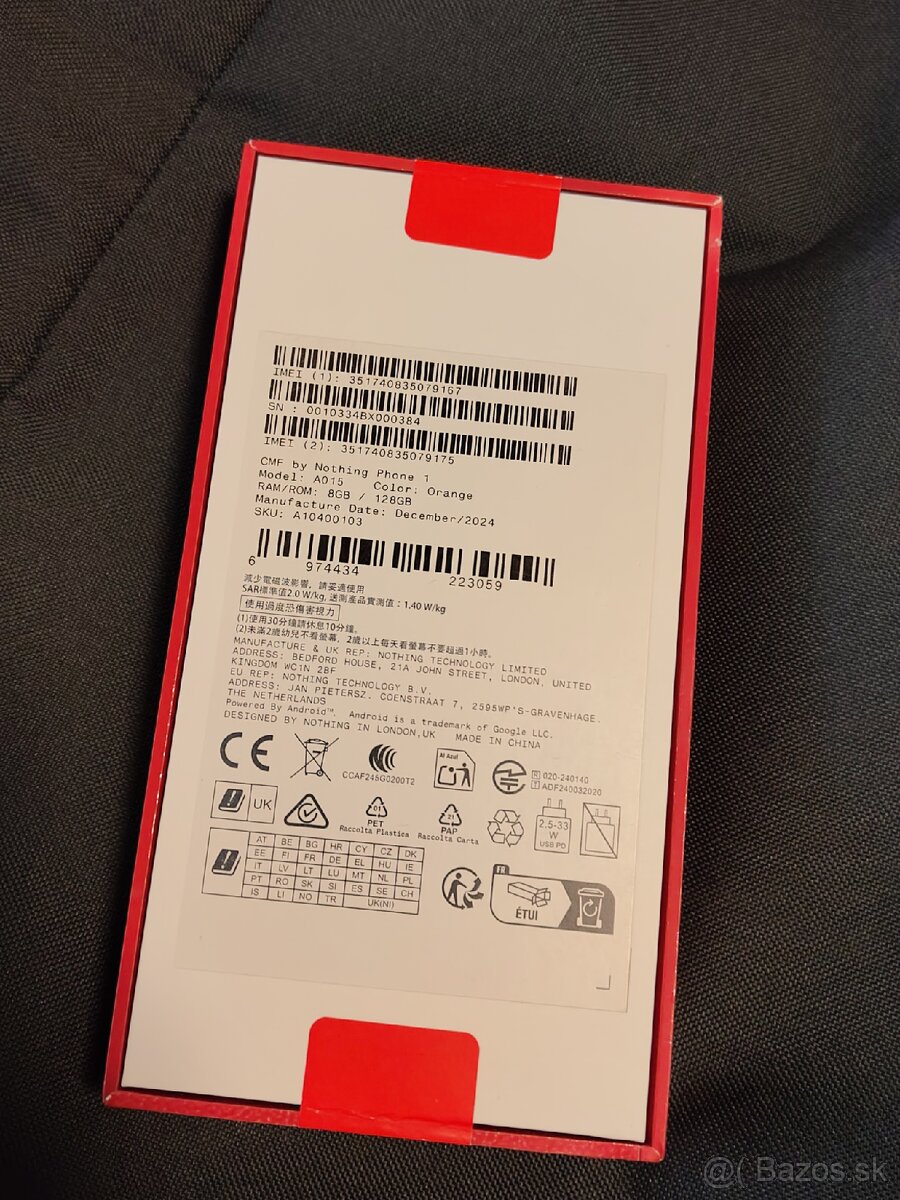 IMEI (1): 351740835079167
SN : 0010334BX000384
IMEI (2): 351740835079175
CMF by Nothing Phone 1
Model: A015 Color: Orange
RAM/ROM: 8GB / 128GB
Manufacture Date: December/2024
SKU: A10400103
6 974434 223059
減少電磁波影響，請妥適使用
SAR標準值2.0 W/kg, 送測產品實測值：1.40 W/kg
使用過度恐傷害視力
(1)使用30分鐘請休息10分鐘。
(2)未滿2歲幼兒不看螢幕，2歲以上每天看螢幕不要超過1小時。
MANUFACTURE & UK REP: NOTHING TECHNOLOGY LIMITED
ADDRESS: BEDFORD HOUSE, 21A JOHN STREET, LONDON, UNITED
KINGDOM WC1N 2BF
EU REP: NOTHING TECHNOLOGY B.V.
ADDRESS: JAN PIETERSZ. COENSTRAAT 7, 2595WP'S-GRAVENHAGE.
THE NETHERLANDS
Powered By Android™. Android is a trademark of Google LLC.
DESIGNED BY NOTHING IN LONDON,UK MADE IN CHINA
CE
CCAF246G0200T2
Al Azul
R 020-240140
T ADF240032020
UK
01
PET
Raccolta Plastica
21
PAP
Raccolta Carta
2.5-33
W
USB PD
AT BE BG HR CY CZ DK
EE FI FR DE EL HU IE
IT LV LT LU MT NL PL
PT RO SK SI ES SE CH
IS LI NO TR UK(NI)
FR
ÉTUI
@( Bazos.sk